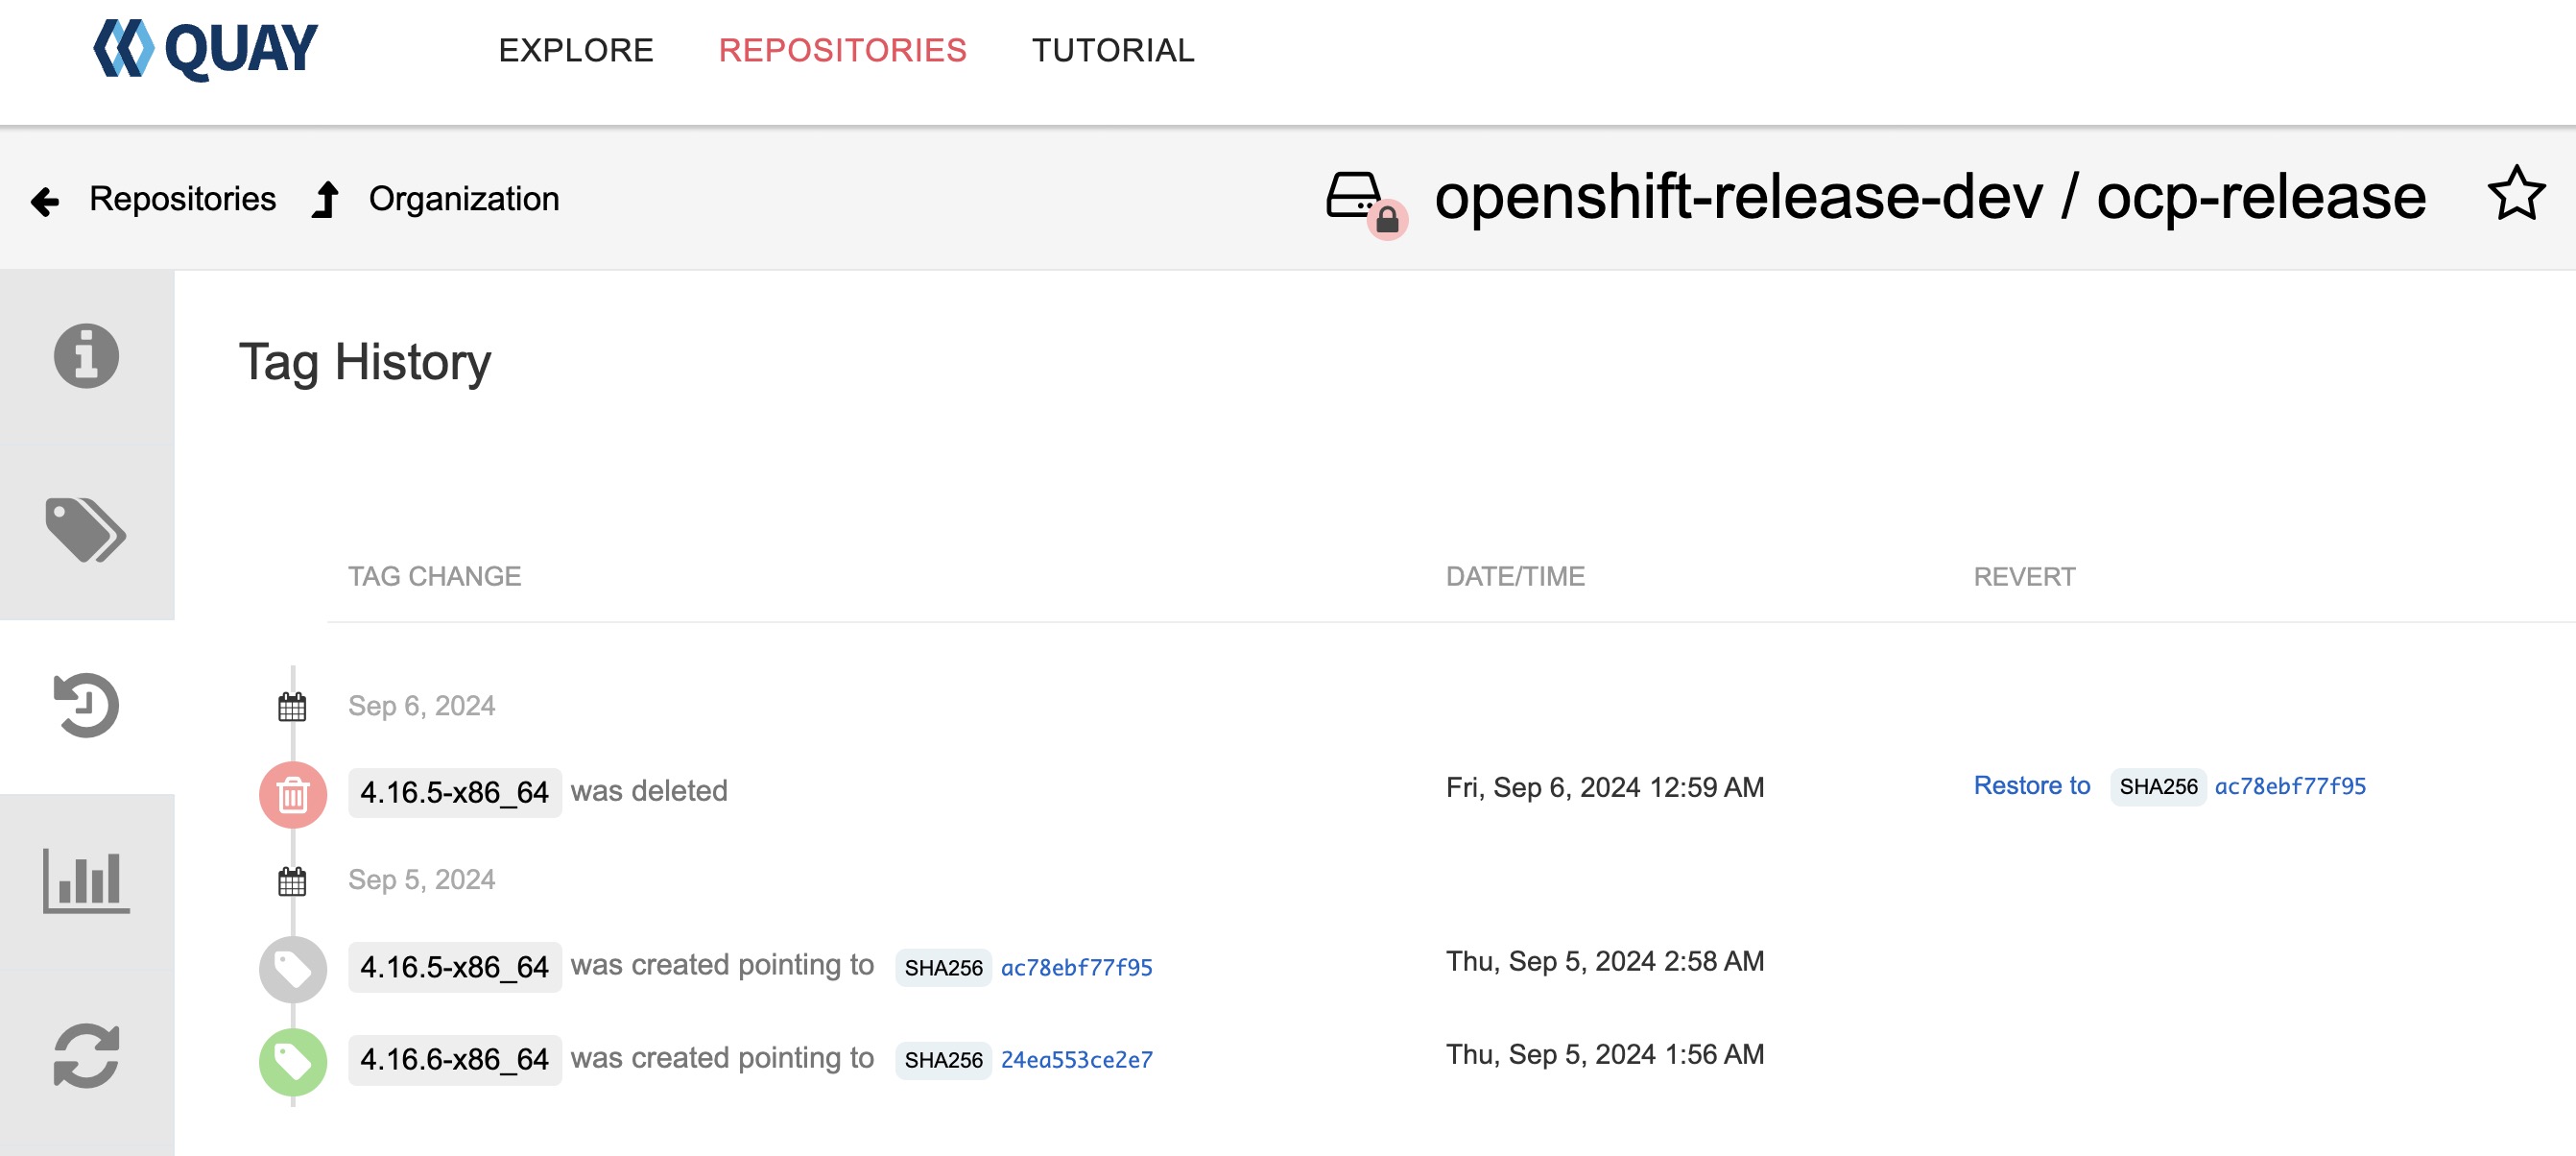 QUAY EXPLORE REPOSITORIES TUTORIAL
Repositories Organization openshift-release-dev / ocp-release
Tag History
TAG CHANGE DATE/TIME REVERT
Sep 6, 2024
4.16.5-x86_64 was deleted Fri, Sep 6, 2024 12:59 AM Restore to SHA256 ac78ebf77f95
Sep 5, 2024
4.16.5-x86_64 was created pointing to SHA256 ac78ebf77f95 Thu, Sep 5, 2024 2:58 AM
4.16.6-x86_64 was created pointing to SHA256 24ea553ce2e7 Thu, Sep 5, 2024 1:56 AM